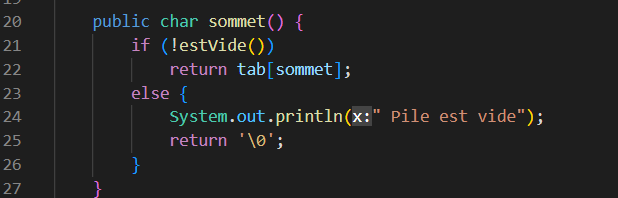 20 public char sommet() {
21 if (!estVide())
22 return tab[sommet];
23 else {
24 System.out.println(x:" Pile est vide");
25 return '\0';
26 }
27 }